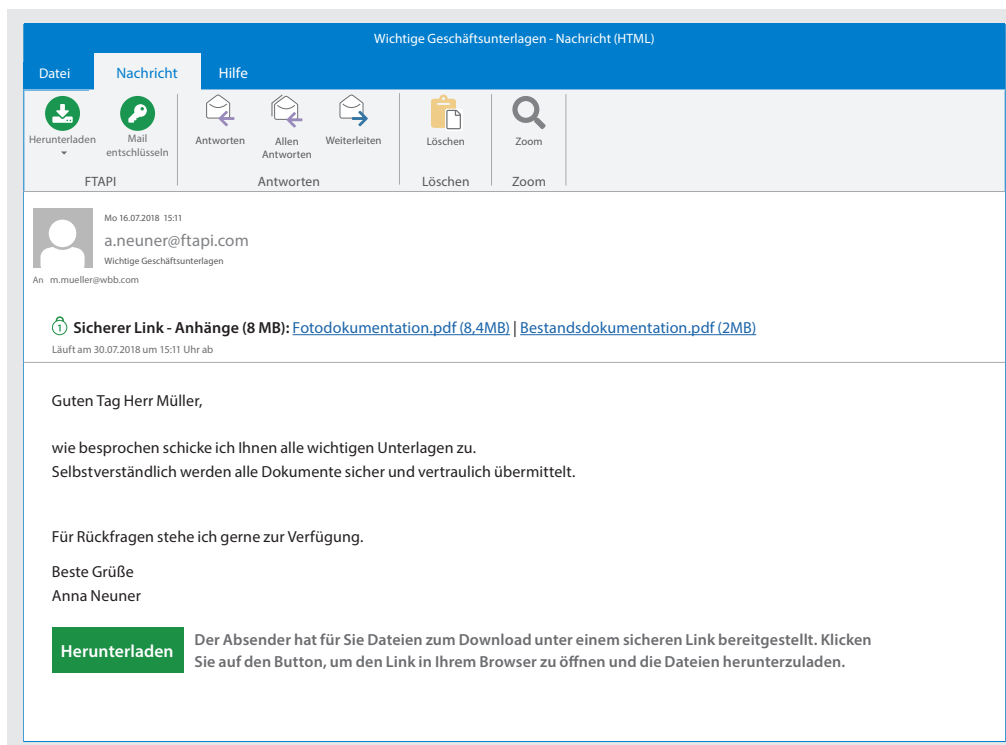 Wichtige Geschäftsunterlagen - Nachricht (HTML)
Datei Nachricht Hilfe
Herunterladen
Mail
entschlüsseln
FTAPI
Antworten
Allen
Antworten
Weiterleiten
Antworten
Löschen
Löschen
Zoom
Zoom
Mo 16.07.2018 15:11
a.neuner@ftapi.com
Wichtige Geschäftsunterlagen
An m.mueller@wbb.com
1 Sicherer Link - Anhänge (8 MB): Fotodokumentation.pdf (8,4MB) | Bestandsdokumentation.pdf (2MB)
Läuft am 30.07.2018 um 15:11 Uhr ab
Guten Tag Herr Müller,
wie besprochen schicke ich Ihnen alle wichtigen Unterlagen zu.
Selbstverständlich werden alle Dokumente sicher und vertraulich übermittelt.
Für Rückfragen stehe ich gerne zur Verfügung.
Beste Grüße
Anna Neuner
Herunterladen
Der Absender hat für Sie Dateien zum Download unter einem sicheren Link bereitgestellt. Klicken
Sie auf den Button, um den Link in Ihrem Browser zu öffnen und die Dateien herunterzuladen.